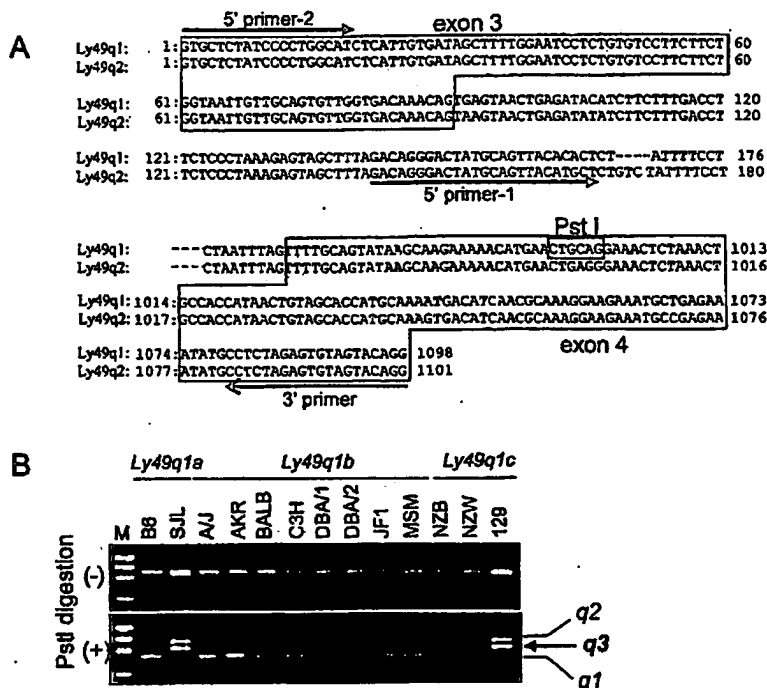 A
5' primer-2
exon 3
Ly49q1: 1:GTGCTCTATCCCCTGGCATCTCATTGTGATAGCTTTTGGAATCCTCTGTGTCCTTCTTCT 60
Ly49q2: 1:GTGCTCTATCCCCTGGCATCTCATTGTGATAGCTTTTGGAATCCTCTGTGTCCTTCTTCT 60
Ly49q1: 61:GGTAATTGTTGCAGTGTTGGTGACAAACAGTGAGTAACTGAGATACATCTTCTTTGACCT 120
Ly49q2: 61:GGTAATTGTTGCAGTGTTGGTGACAAACAGTAAGTAACTGAGATATATCTTCTTTGACCT 120
Ly49q1: 121:TCTCCCTAAAGAGTAGCTTTAGACAGGGACTATGCAGTTACACACTCT----ATTTTCCT 176
Ly49q2: 121:TCTCCCTAAAGAGTAGCTTTAGACAGGGACTATGCAGTTACATGCTCTGTCTATTTTCCT 180
5' primer-1
Pst I
Ly49q1: ----CTAATTTAGTTTTGCAGTATAAGCAAGAAAAACATGAACTGCAGGAAACTCTAAACT 1013
Ly49q2: ----CTAATTTAGTTTTGCAGTATAAGCAAGAAAAACATGAACTGAGGGAAACTCTAAACT 1016
Ly49q1: 1014:GCCACCATAACTGTAGCACCATGCAAAATGACATCAACGCAAAGGAAGAAATGCTGAGAA 1073
Ly49q2: 1017:GCCACCATAACTGTAGCACCATGCAAAGTGACATCAACGCAAAGGAAGAAATGCCGAGAA 1076
exon 4
Ly49q1: 1074:ATATGCCTCTAGAGTGTAGTACAGG 1098
Ly49q2: 1077:ATATGCCTCTAGAGTGTAGTACAGG 1101
3' primer
B
Ly49q1a Ly49q1b Ly49q1c
M B6 SJL A/J AKR BALB C3H DBA/1 DBA/2 JF1 MSM NZB NZW 129
PstI digestion
(-)
(+)
q2
q3
q1